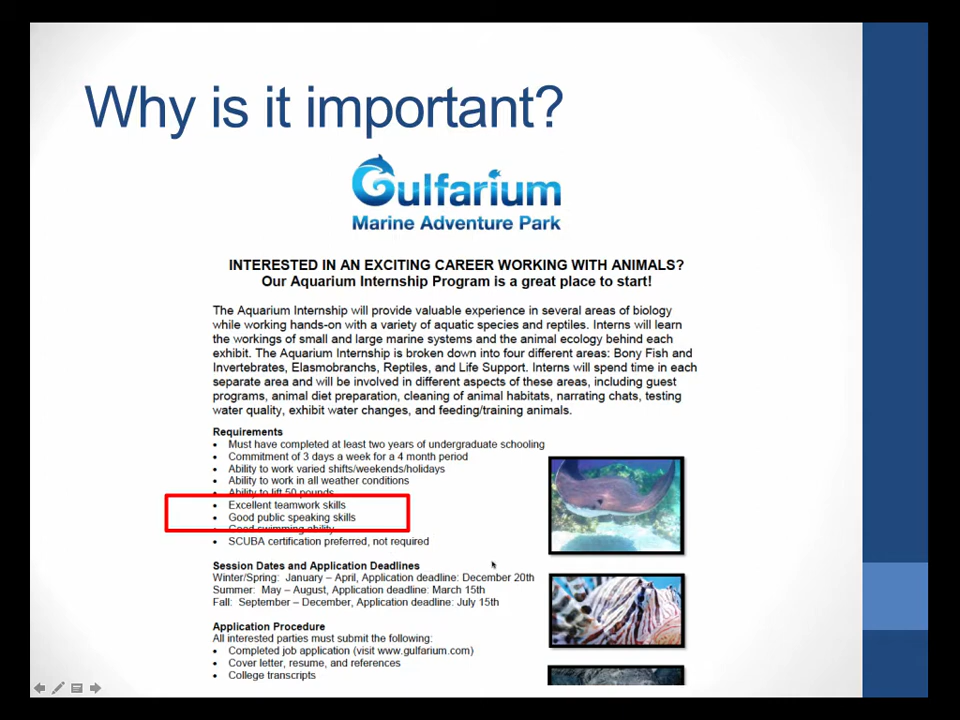 Why is it important?
Gulfarium
Marine Adventure Park
INTERESTED IN AN EXCITING CAREER WORKING WITH ANIMALS?
Our Aquarium Internship Program is a great place to start!
The Aquarium Internship will provide valuable experience in several areas of biology
while working hands-on with a variety of aquatic species and reptiles. Interns will learn
the workings of small and large marine systems and the animal ecology behind each
exhibit. The Aquarium Internship is broken down into four different areas: Bony Fish and
Invertebrates, Elasmobranchs, Reptiles, and Life Support. Interns will spend time in each
separate area and will be involved in different aspects of these areas, including guest
programs, animal diet preparation, cleaning of animal habitats, narrating chats, testing
water quality, exhibit water changes, and feeding/training animals.
Requirements
• Must have completed at least two years of undergraduate schooling
• Commitment of 3 days a week for a 4 month period
• Ability to work varied shifts/weekends/holidays
• Ability to work in all weather conditions
• Ability to lift 50 pounds
• Excellent teamwork skills
• Good public speaking skills
• Good swimming ability
• SCUBA certification preferred, not required
Session Dates and Application Deadlines
Winter/Spring: January – April, Application deadline: December 20th
Summer: May – August, Application deadline: March 15th
Fall: September – December, Application deadline: July 15th
Application Procedure
All interested parties must submit the following:
• Completed job application (visit www.gulfarium.com)
• Cover letter, resume, and references
• College transcripts